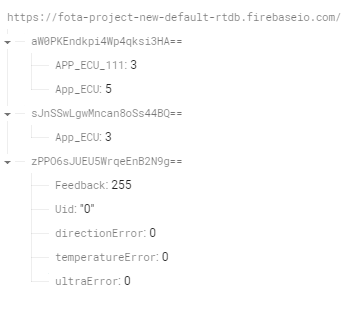 https://fota-project-new-default-rtdb.firebaseio.com/
aW0PKEndkpi4Wp4qksi3HA==
APP_ECU_111: 3
App_ECU: 5
sJnSSwLgwMncan8oSs44BQ==
App_ECU: 3
zPPO6sJUEU5WrqeEnB2N9g==
Feedback: 255
Uid: "0"
directionError: 0
temperatureError: 0
ultraError: 0